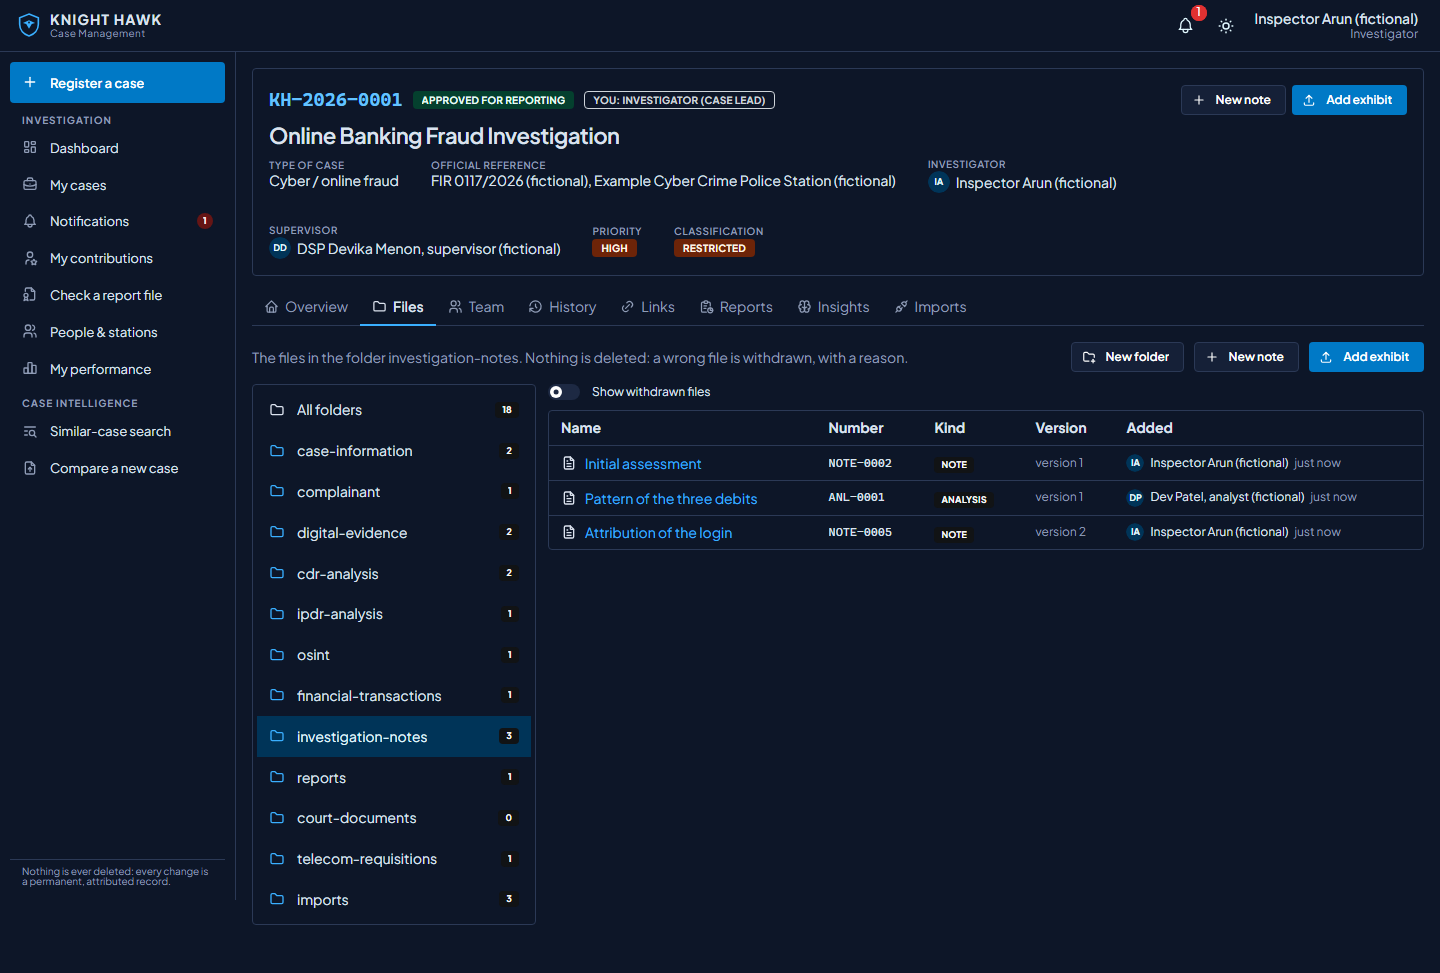 KNIGHT HAWK
Case Management
1
Inspector Arun (fictional)
Investigator
Register a case
INVESTIGATION
Dashboard
My cases
Notifications 1
My contributions
Check a report file
People & stations
My performance
CASE INTELLIGENCE
Similar-case search
Compare a new case
Nothing is ever deleted: every change is
a permanent, attributed record.
KH-2026-0001 APPROVED FOR REPORTING YOU: INVESTIGATOR (CASE LEAD)
New note Add exhibit
Online Banking Fraud Investigation
TYPE OF CASE
Cyber / online fraud
OFFICIAL REFERENCE
FIR 0117/2026 (fictional), Example Cyber Crime Police Station (fictional)
INVESTIGATOR
IA Inspector Arun (fictional)
SUPERVISOR
DD DSP Devika Menon, supervisor (fictional)
PRIORITY
HIGH
CLASSIFICATION
RESTRICTED
Overview Files Team History Links Reports Insights Imports
The files in the folder investigation-notes. Nothing is deleted: a wrong file is withdrawn, with a reason.
New folder New note Add exhibit
All folders 18
case-information 2
complainant 1
digital-evidence 2
cdr-analysis 2
ipdr-analysis 1
osint 1
financial-transactions 1
investigation-notes 3
reports 1
court-documents 0
telecom-requisitions 1
imports 3
Show withdrawn files
Name Number Kind Version Added
Initial assessment NOTE-0002 NOTE version 1 IA Inspector Arun (fictional) just now
Pattern of the three debits ANL-0001 ANALYSIS version 1 DP Dev Patel, analyst (fictional) just now
Attribution of the login NOTE-0005 NOTE version 2 IA Inspector Arun (fictional) just now